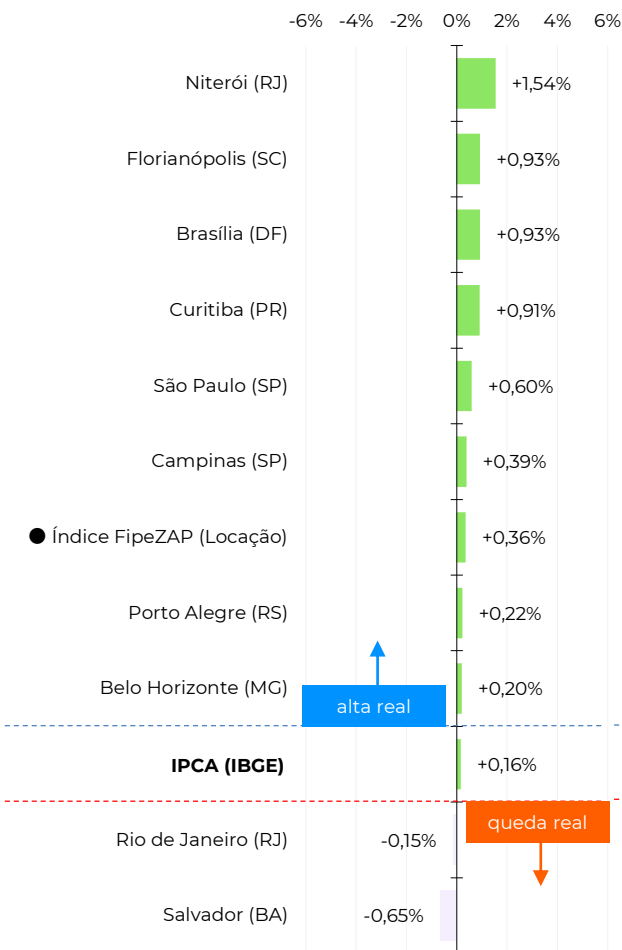 -6% -4% -2% 0% 2% 4% 6%
Niterói (RJ) +1,54%
Florianópolis (SC) +0,93%
Brasília (DF) +0,93%
Curitiba (PR) +0,91%
São Paulo (SP) +0,60%
Campinas (SP) +0,39%
Índice FipeZAP (Locação) +0,36%
Porto Alegre (RS) +0,22%
Belo Horizonte (MG) +0,20%
alta real
IPCA (IBGE) +0,16%
queda real
Rio de Janeiro (RJ) -0,15%
Salvador (BA) -0,65%